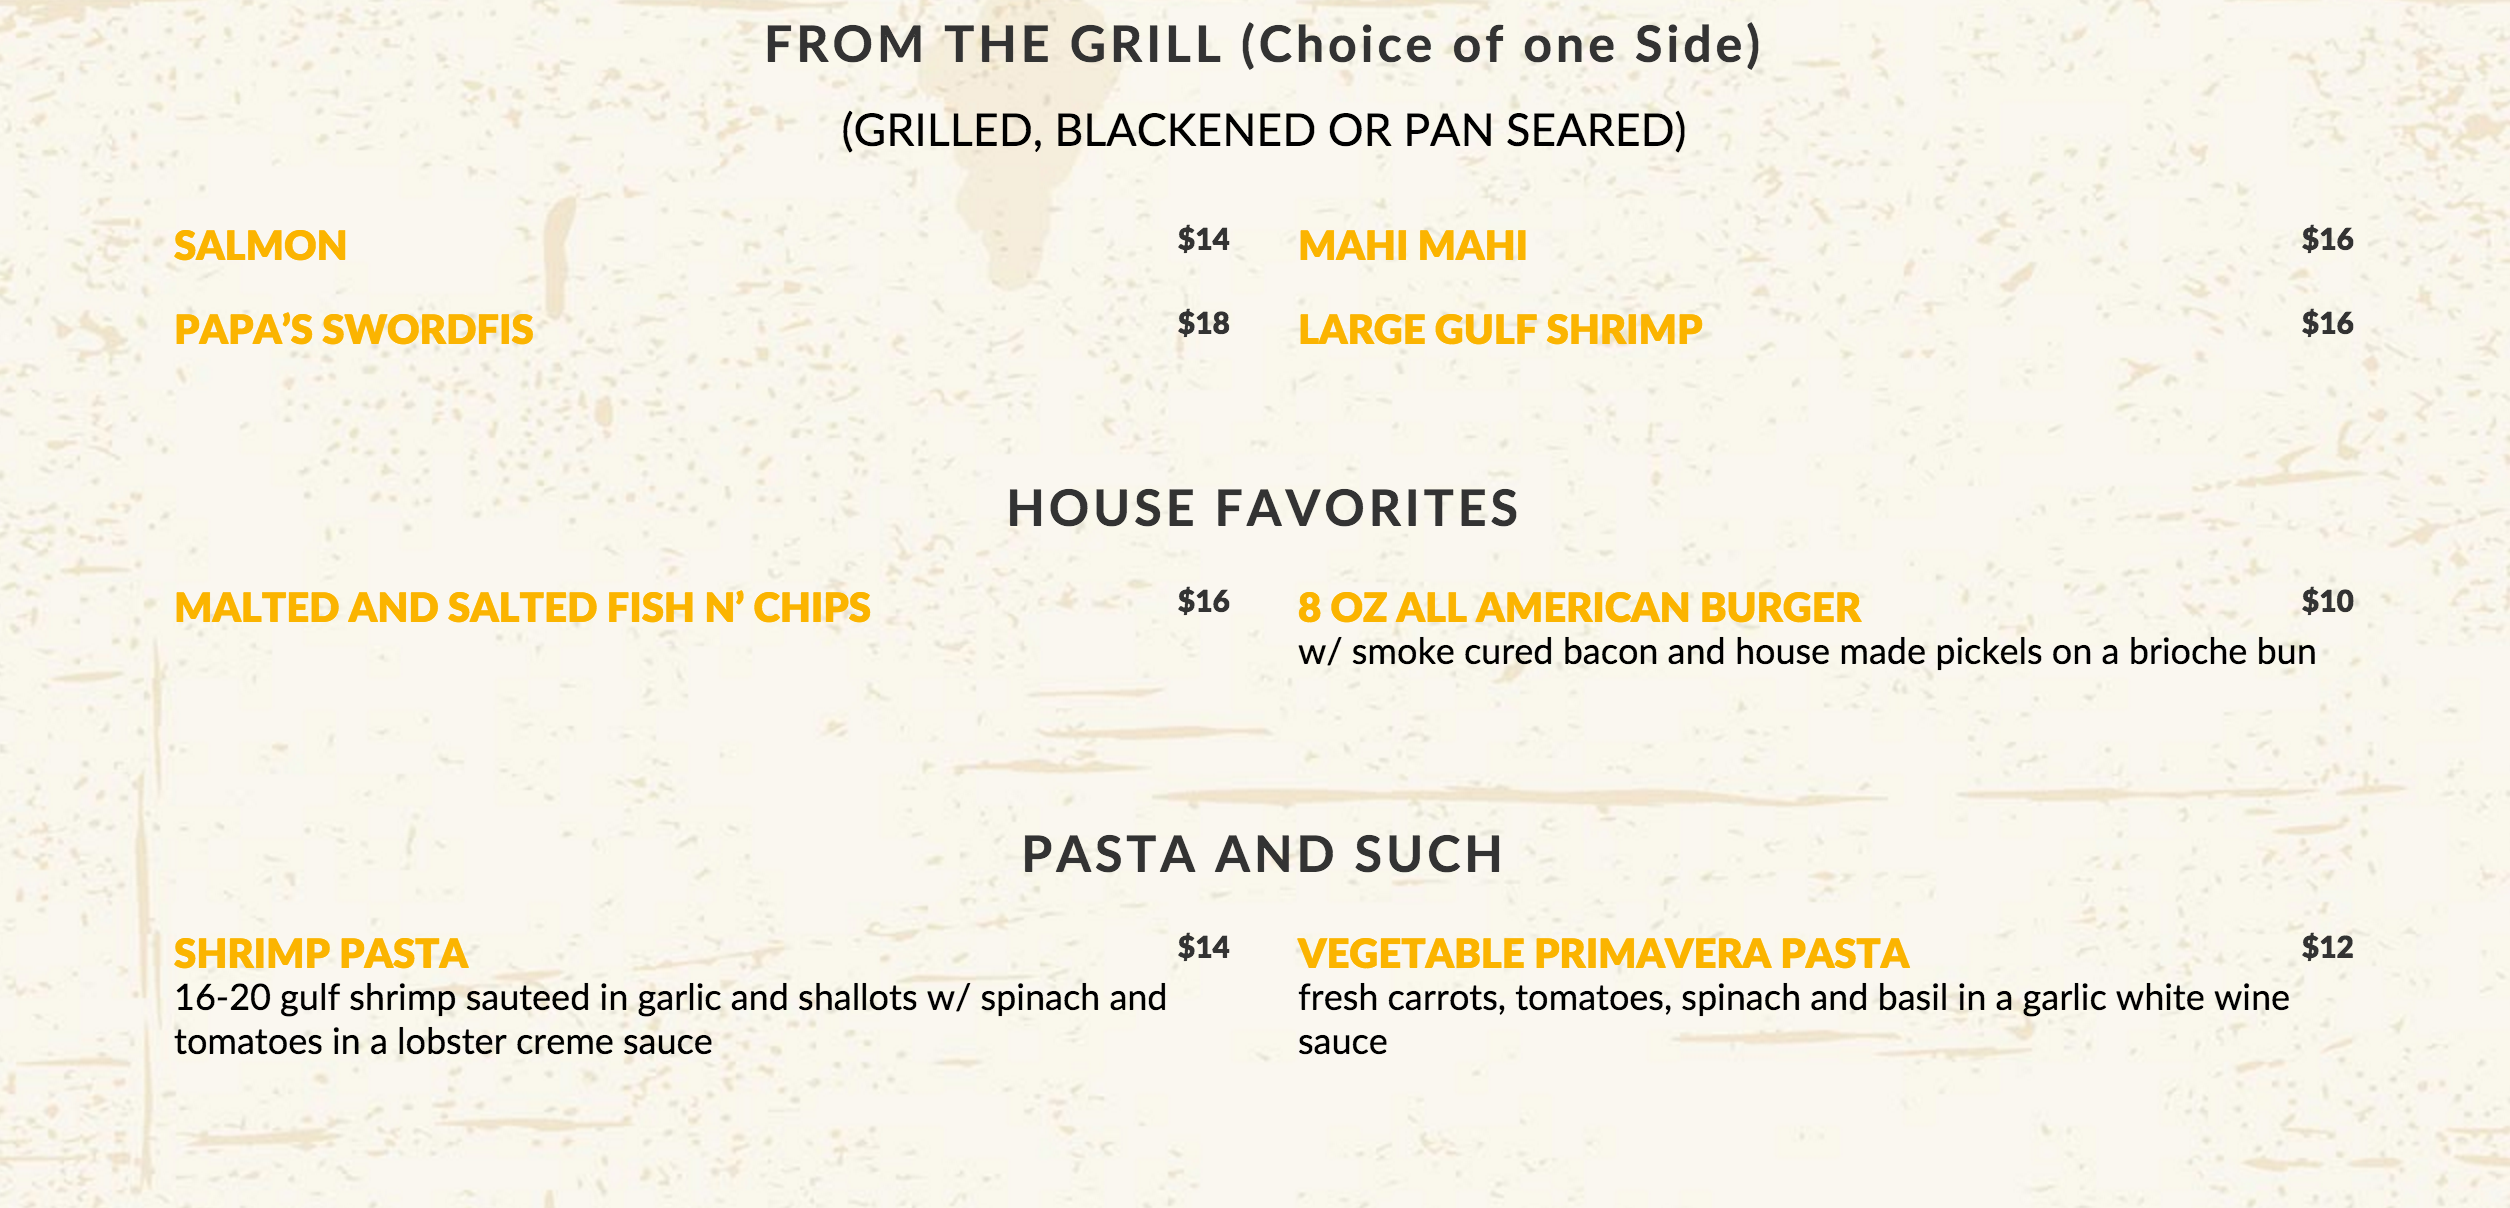 FROM THE GRILL (Choice of one Side)
(GRILLED, BLACKENED OR PAN SEARED)
SALMON $14
MAHI MAHI $16
PAPA’S SWORDFIS $18
LARGE GULF SHRIMP $16
HOUSE FAVORITES
MALTED AND SALTED FISH N’ CHIPS $16
8 OZ ALL AMERICAN BURGER $10
w/ smoke cured bacon and house made pickels on a brioche bun
PASTA AND SUCH
SHRIMP PASTA $14
16-20 gulf shrimp sauteed in garlic and shallots w/ spinach and
tomatoes in a lobster creme sauce
VEGETABLE PRIMAVERA PASTA $12
fresh carrots, tomatoes, spinach and basil in a garlic white wine
sauce